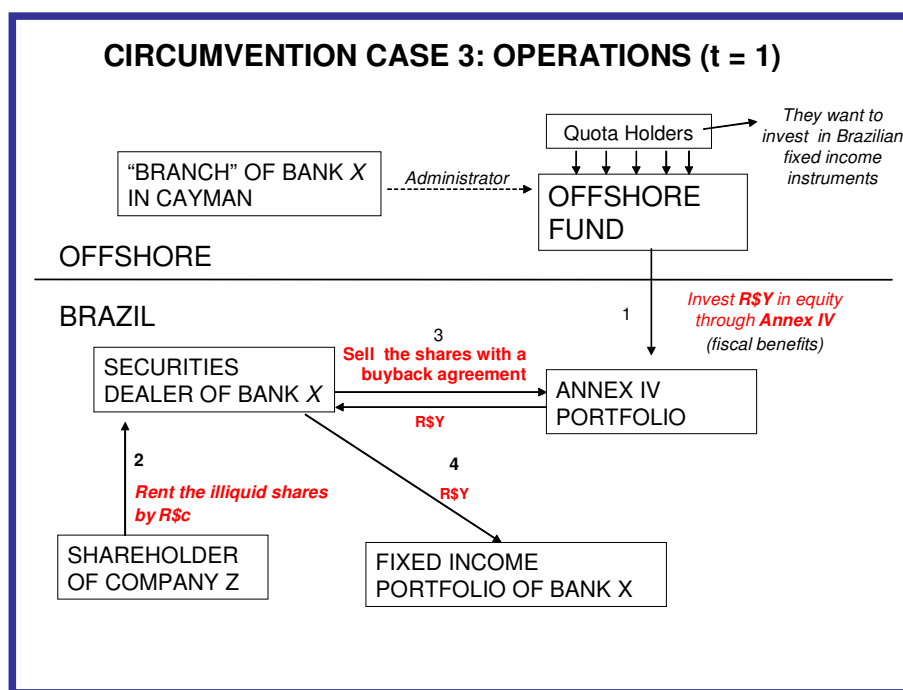 CIRCUMVENTION CASE 3: OPERATIONS (t = 1)
Quota Holders
They want to
invest in Brazilian
fixed income
instruments
“BRANCH” OF BANK X
IN CAYMAN
Administrator
OFFSHORE
FUND
OFFSHORE
BRAZIL
1
Invest R$Y in equity
through Annex IV
(fiscal benefits)
3
Sell the shares with a
buyback agreement
SECURITIES
DEALER OF BANK X
ANNEX IV
PORTFOLIO
R$Y
2
4
R$Y
Rent the illiquid shares
by R$c
SHAREHOLDER
OF COMPANY Z
FIXED INCOME
PORTFOLIO OF BANK X